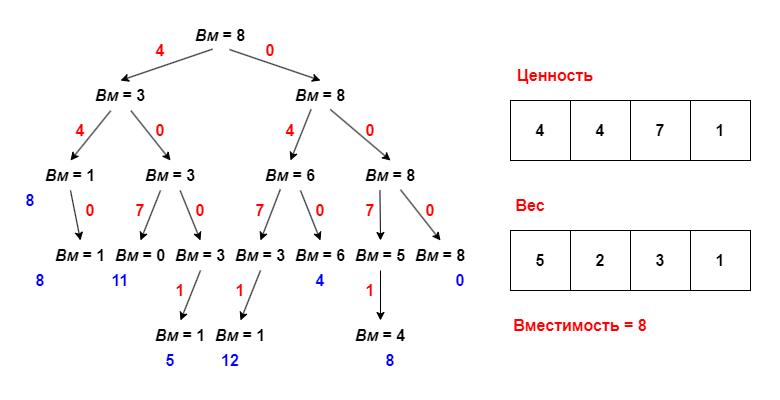 Вм = 8
4 0
Ценность
Вм = 3 Вм = 8
4 4 7 1
4 0 4 0
Вм = 1 Вм = 3 Вм = 6 Вм = 8
8
Вес
0 7 0 7 0 7 0
Вм = 1 Вм = 0 Вм = 3 Вм = 3 Вм = 6 Вм = 5 Вм = 8
5 2 3 1
8 11 4 0
1 1 1
Вместимость = 8
Вм = 1 Вм = 1 Вм = 4
5 12 8